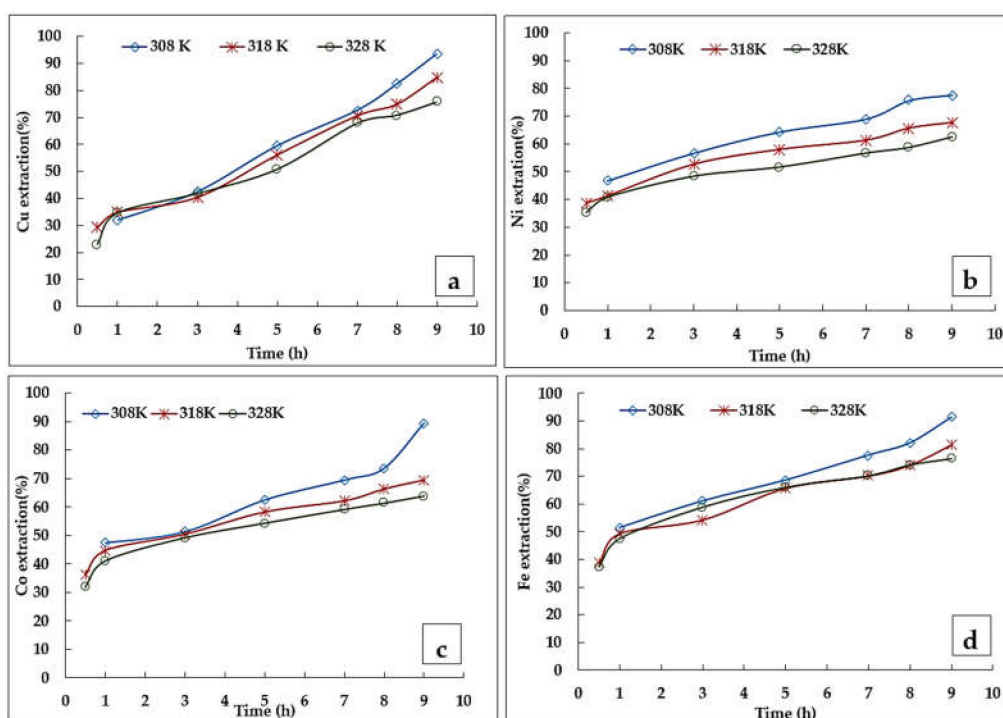 308 K 318 K 328 K
100
90
80
70
60
50
40
30
20
10
0
Cu extraction(%)
a
0 1 2 3 4 5 6 7 8 9 10
Time (h)
308K 318K 328K
100
90
80
70
60
50
40
30
20
10
0
Ni extration(%)
b
0 1 2 3 4 5 6 7 8 9 10
Time (h)
308K 318K 328K
100
90
80
70
60
50
40
30
20
10
0
Co extraction(%)
c
0 1 2 3 4 5 6 7 8 9 10
Time (h)
308K 318K 328K
100
90
80
70
60
50
40
30
20
10
0
Fe extraction(%)
d
0 1 2 3 4 5 6 7 8 9 10
Time (h)